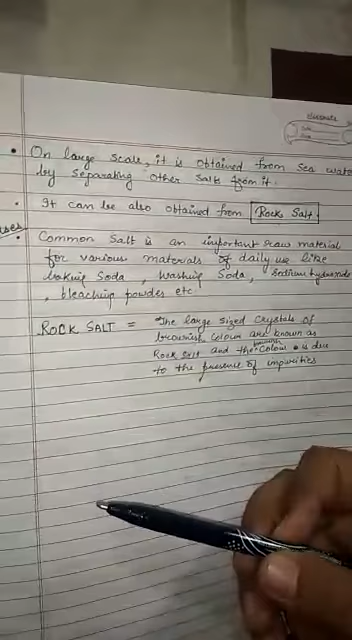 • On large scale, it is obtained from sea wate
by separating other salts from it.
• It can be also obtained from Rock Salt.
uses
• Common Salt is an important raw material
for various materials of daily use like
baking Soda, Washing Soda, Sodium hydroxide
, bleaching powder etc.
ROCK SALT = The large sized crystals of
brownish colour are known as
Rock salt and the brownish colour is due
to the presence of impurities